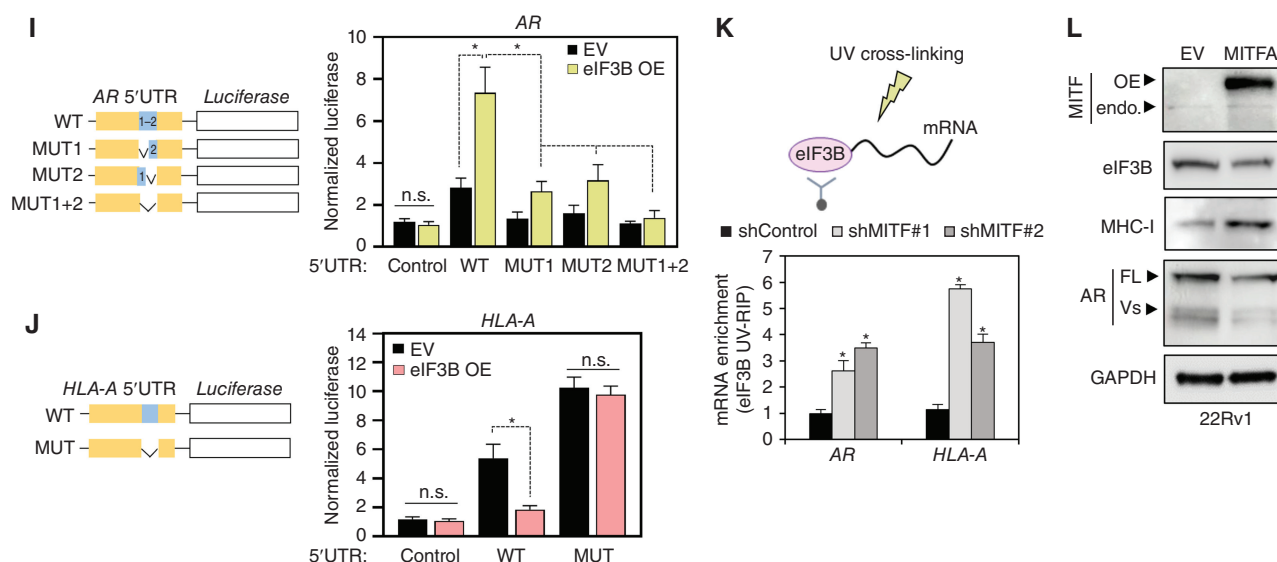 I
AR 5′UTR Luciferase
WT 1–2
MUT1 2
MUT2 1
MUT1+2
AR
Normalized luciferase
10
8
6
4
2
0
EV
eIF3B OE
n.s.
*
*
5′UTR: Control WT MUT1 MUT2 MUT1+2
J
HLA-A 5′UTR Luciferase
WT
MUT
HLA-A
Normalized luciferase
14
12
10
8
6
4
2
0
EV
eIF3B OE
n.s.
*
n.s.
5′UTR: Control WT MUT
K
UV cross-linking
mRNA
eIF3B
shControl shMITF#1 shMITF#2
mRNA enrichment
(eIF3B UV-RIP)
7
6
5
4
3
2
1
0
*
*
*
*
AR HLA-A
L
EV MITFA
MITF
OE
endo.
eIF3B
MHC-I
AR
FL
Vs
GAPDH
22Rv1